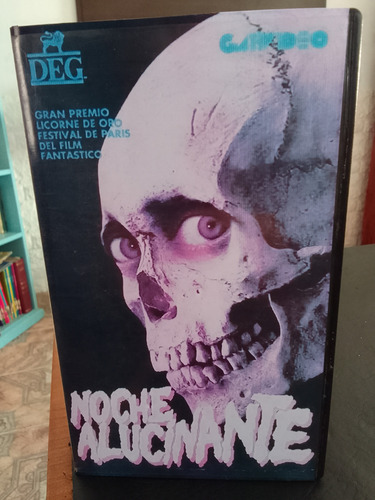 DEG
GATIVIDEO
GRAN PREMIO
LICORNE DE ORO
FESTIVAL DE PARIS
DEL FILM
FANTASTICO
NOCHE
ALUCINANTE